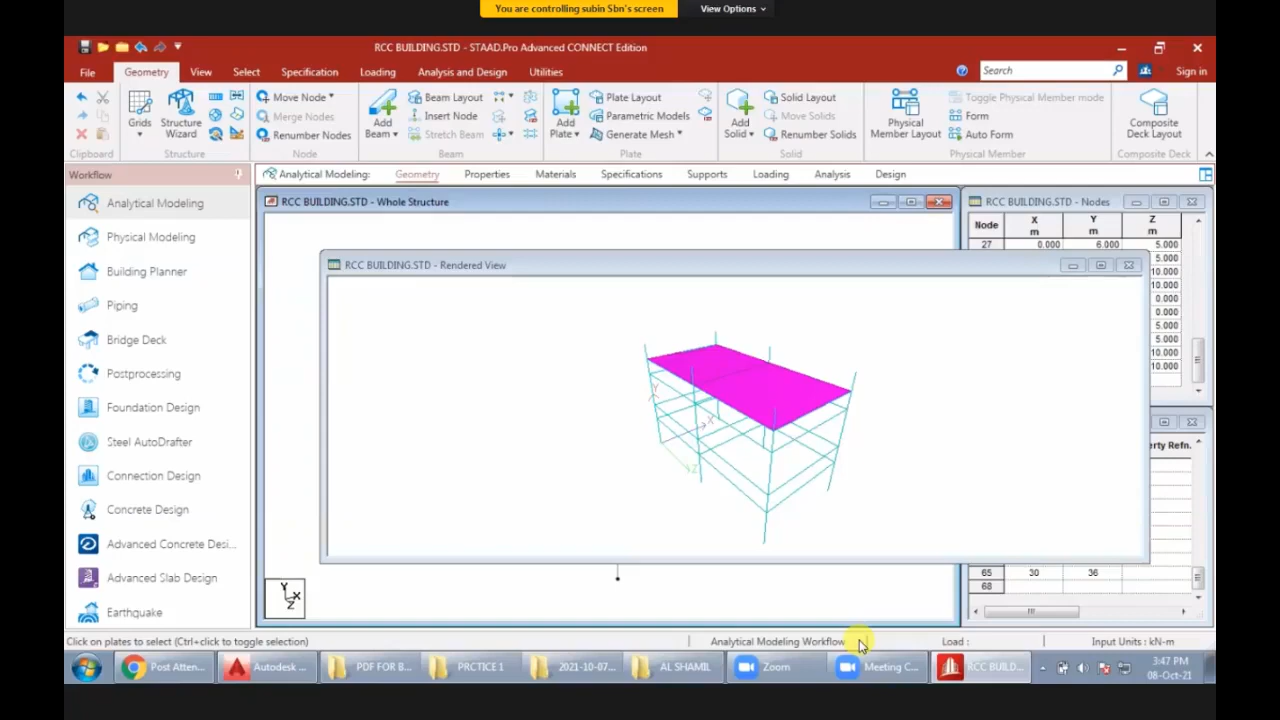 You are controlling subin Sbn's screen
View Options
RCC BUILDING.STD - STAAD.Pro Advanced CONNECT Edition
File
Geometry
View
Select
Specification
Loading
Analysis and Design
Utilities
Search
Sign in
Grids
Structure Wizard
Move Node
Merge Nodes
Renumber Nodes
Add Beam
Beam Layout
Insert Node
Stretch Beam
Add Plate
Plate Layout
Parametric Models
Generate Mesh
Add Solid
Solid Layout
Move Solids
Renumber Solids
Physical Member Layout
Toggle Physical Member mode
Form
Auto Form
Composite Deck Layout
Clipboard
Structure
Node
Beam
Plate
Solid
Physical Member
Composite Deck
Workflow
Analytical Modeling:
Geometry
Properties
Materials
Specifications
Supports
Loading
Analysis
Design
Analytical Modeling
Physical Modeling
Building Planner
Piping
Bridge Deck
Postprocessing
Foundation Design
Steel AutoDrafter
Connection Design
Concrete Design
Advanced Concrete Desi...
Advanced Slab Design
Earthquake
RCC BUILDING.STD - Whole Structure
RCC BUILDING.STD - Rendered View
Y
X
Z
Y
X
Z
RCC BUILDING.STD - Nodes
Node
X m
Y m
Z m
27 0.000 6.000 5.000
5.000
10.000
10.000
0.000
0.000
5.000
5.000
10.000
10.000
erty Refn.
65 30 36
68
Click on plates to select (Ctrl+click to toggle selection)
Analytical Modeling Workflow
Load :
Input Units : kN-m
Post Atten...
Autodesk ...
PDF FOR B...
PRCTICE 1
2021-10-07...
AL SHAMIL
Zoom
Meeting C...
RCC BUILD...
3:47 PM
08-Oct-21